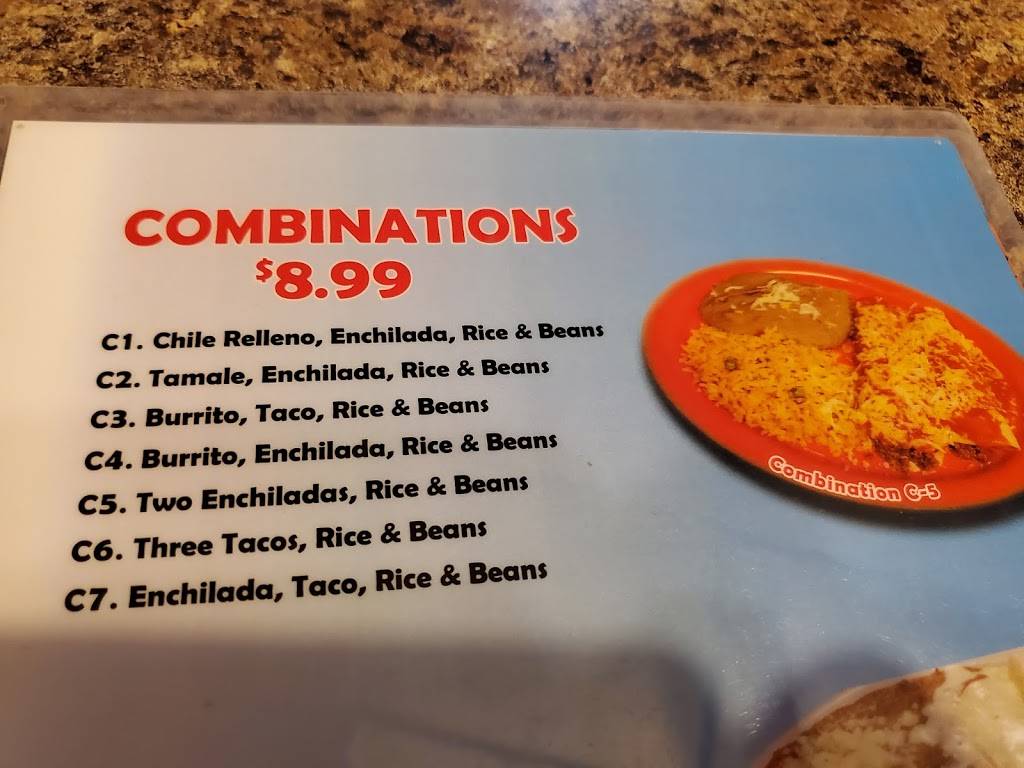 COMBINATIONS
$8.99
C1. Chile Relleno, Enchilada, Rice & Beans
C2. Tamale, Enchilada, Rice & Beans
C3. Burrito, Taco, Rice & Beans
C4. Burrito, Enchilada, Rice & Beans
C5. Two Enchiladas, Rice & Beans
C6. Three Tacos, Rice & Beans
C7. Enchilada, Taco, Rice & Beans
Combination C-5